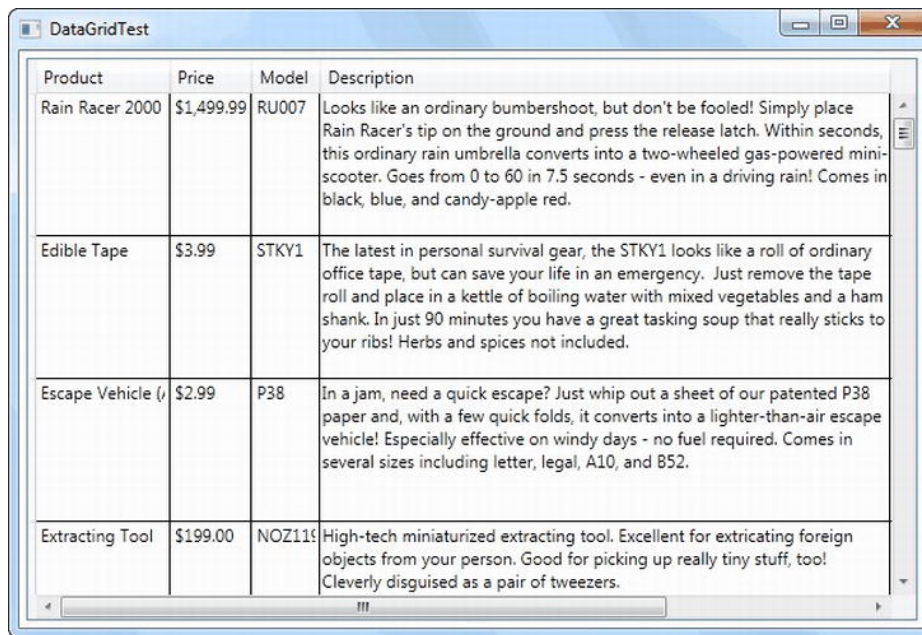 DataGridTest
Product Price Model Description
Rain Racer 2000 $1,499.99 RU007 Looks like an ordinary bumbershoot, but don't be fooled! Simply place
Rain Racer's tip on the ground and press the release latch. Within seconds,
this ordinary rain umbrella converts into a two-wheeled gas-powered mini-
scooter. Goes from 0 to 60 in 7.5 seconds - even in a driving rain! Comes in
black, blue, and candy-apple red.
Edible Tape $3.99 STKY1 The latest in personal survival gear, the STKY1 looks like a roll of ordinary
office tape, but can save your life in an emergency.  Just remove the tape
roll and place in a kettle of boiling water with mixed vegetables and a ham
shank. In just 90 minutes you have a great tasking soup that really sticks to
your ribs! Herbs and spices not included.
Escape Vehicle ( $2.99 P38 In a jam, need a quick escape? Just whip out a sheet of our patented P38
paper and, with a few quick folds, it converts into a lighter-than-air escape
vehicle! Especially effective on windy days - no fuel required. Comes in
several sizes including letter, legal, A10, and B52.
Extracting Tool $199.00 NOZ119 High-tech miniaturized extracting tool. Excellent for extricating foreign
objects from your person. Good for picking up really tiny stuff, too!
Cleverly disguised as a pair of tweezers.